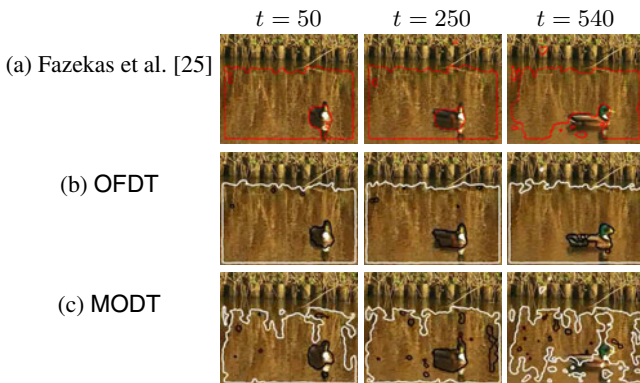 t = 50 t = 250 t = 540
(a) Fazekas et al. [25]
(b) OFDT
(c) MODT